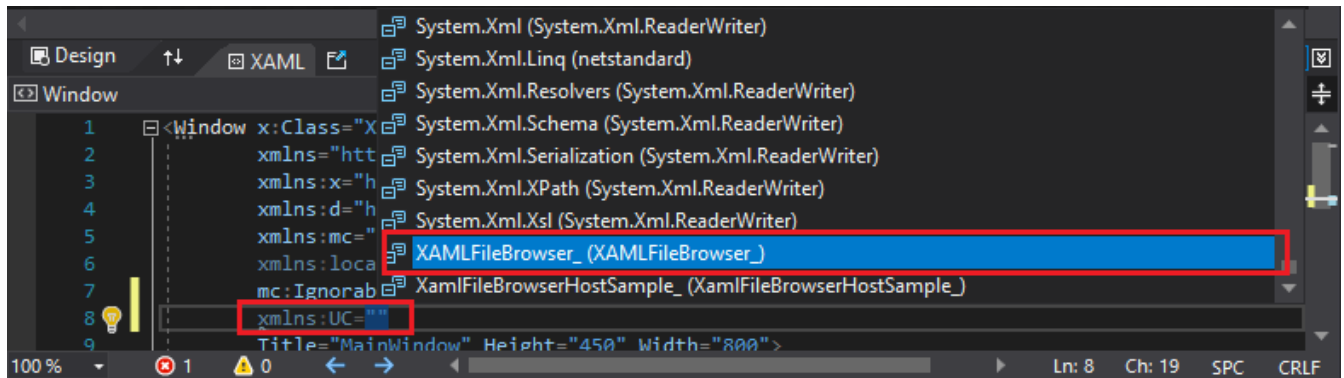 System.Xml (System.Xml.ReaderWriter)
System.Xml.Linq (netstandard)
System.Xml.Resolvers (System.Xml.ReaderWriter)
System.Xml.Schema (System.Xml.ReaderWriter)
System.Xml.Serialization (System.Xml.ReaderWriter)
System.Xml.XPath (System.Xml.ReaderWriter)
System.Xml.Xsl (System.Xml.ReaderWriter)
XAMLFileBrowser_ (XAMLFileBrowser_)
XamlFileBrowserHostSample_ (XamlFileBrowserHostSample_)
Design
XAML
Window
1 <Window x:Class="X
2 xmlns="htt
3 xmlns:x="h
4 xmlns:d="h
5 xmlns:mc="
6 xmlns:loca
7 mc:Ignorab
8 xmlns:UC=""
9 Title="MainWindow" Height="450" Width="800">
100 % 1 0 Ln: 8 Ch: 19 SPC CRLF